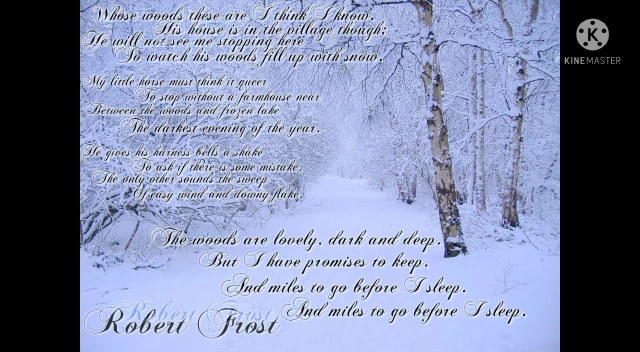 Whose woods these are I think I know.
His house is in the village though;
He will not see me stopping here
To watch his woods fill up with snow.
My little horse must think it queer
To stop without a farmhouse near
Between the woods and frozen lake
The darkest evening of the year.
He gives his harness bells a shake
To ask if there is some mistake.
The only other sounds the sweep
Of easy wind and downy flake.
The woods are lovely, dark and deep.
But I have promises to keep,
And miles to go before I sleep.
And miles to go before I sleep.
Robert Frost
Robert Frost
K
KINEMASTER